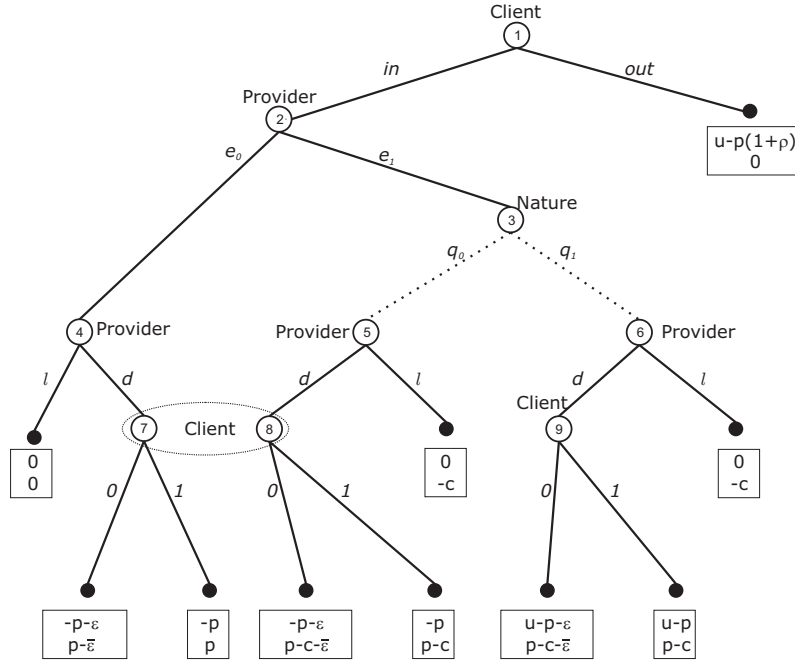 Client
1
in
out
Provider
2
u-p(1+ρ)
0
e₀
e₁
Nature
3
q₀
q₁
4
Provider
Provider
5
6
Provider
l
d
d
l
d
l
Client
7
Client
8
9
0
0
0
-c
0
-c
0
1
0
1
0
1
-p-ε
p-ε̅
-p
p
-p-ε
p-c-ε̅
-p
p-c
u-p-ε
p-c-ε̅
u-p
p-c